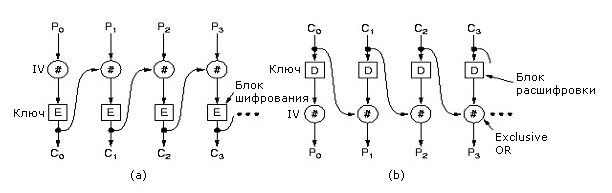 P0 P1 P2 P3
IV # # # #
Ключ E E E E
Блок
шифрования
C0 C1 C2 C3
(a)
C0 C1 C2 C3
Ключ D D D D
Блок
расшифровки
IV # # # #
Exclusive
OR
P0 P1 P2 P3
(b)